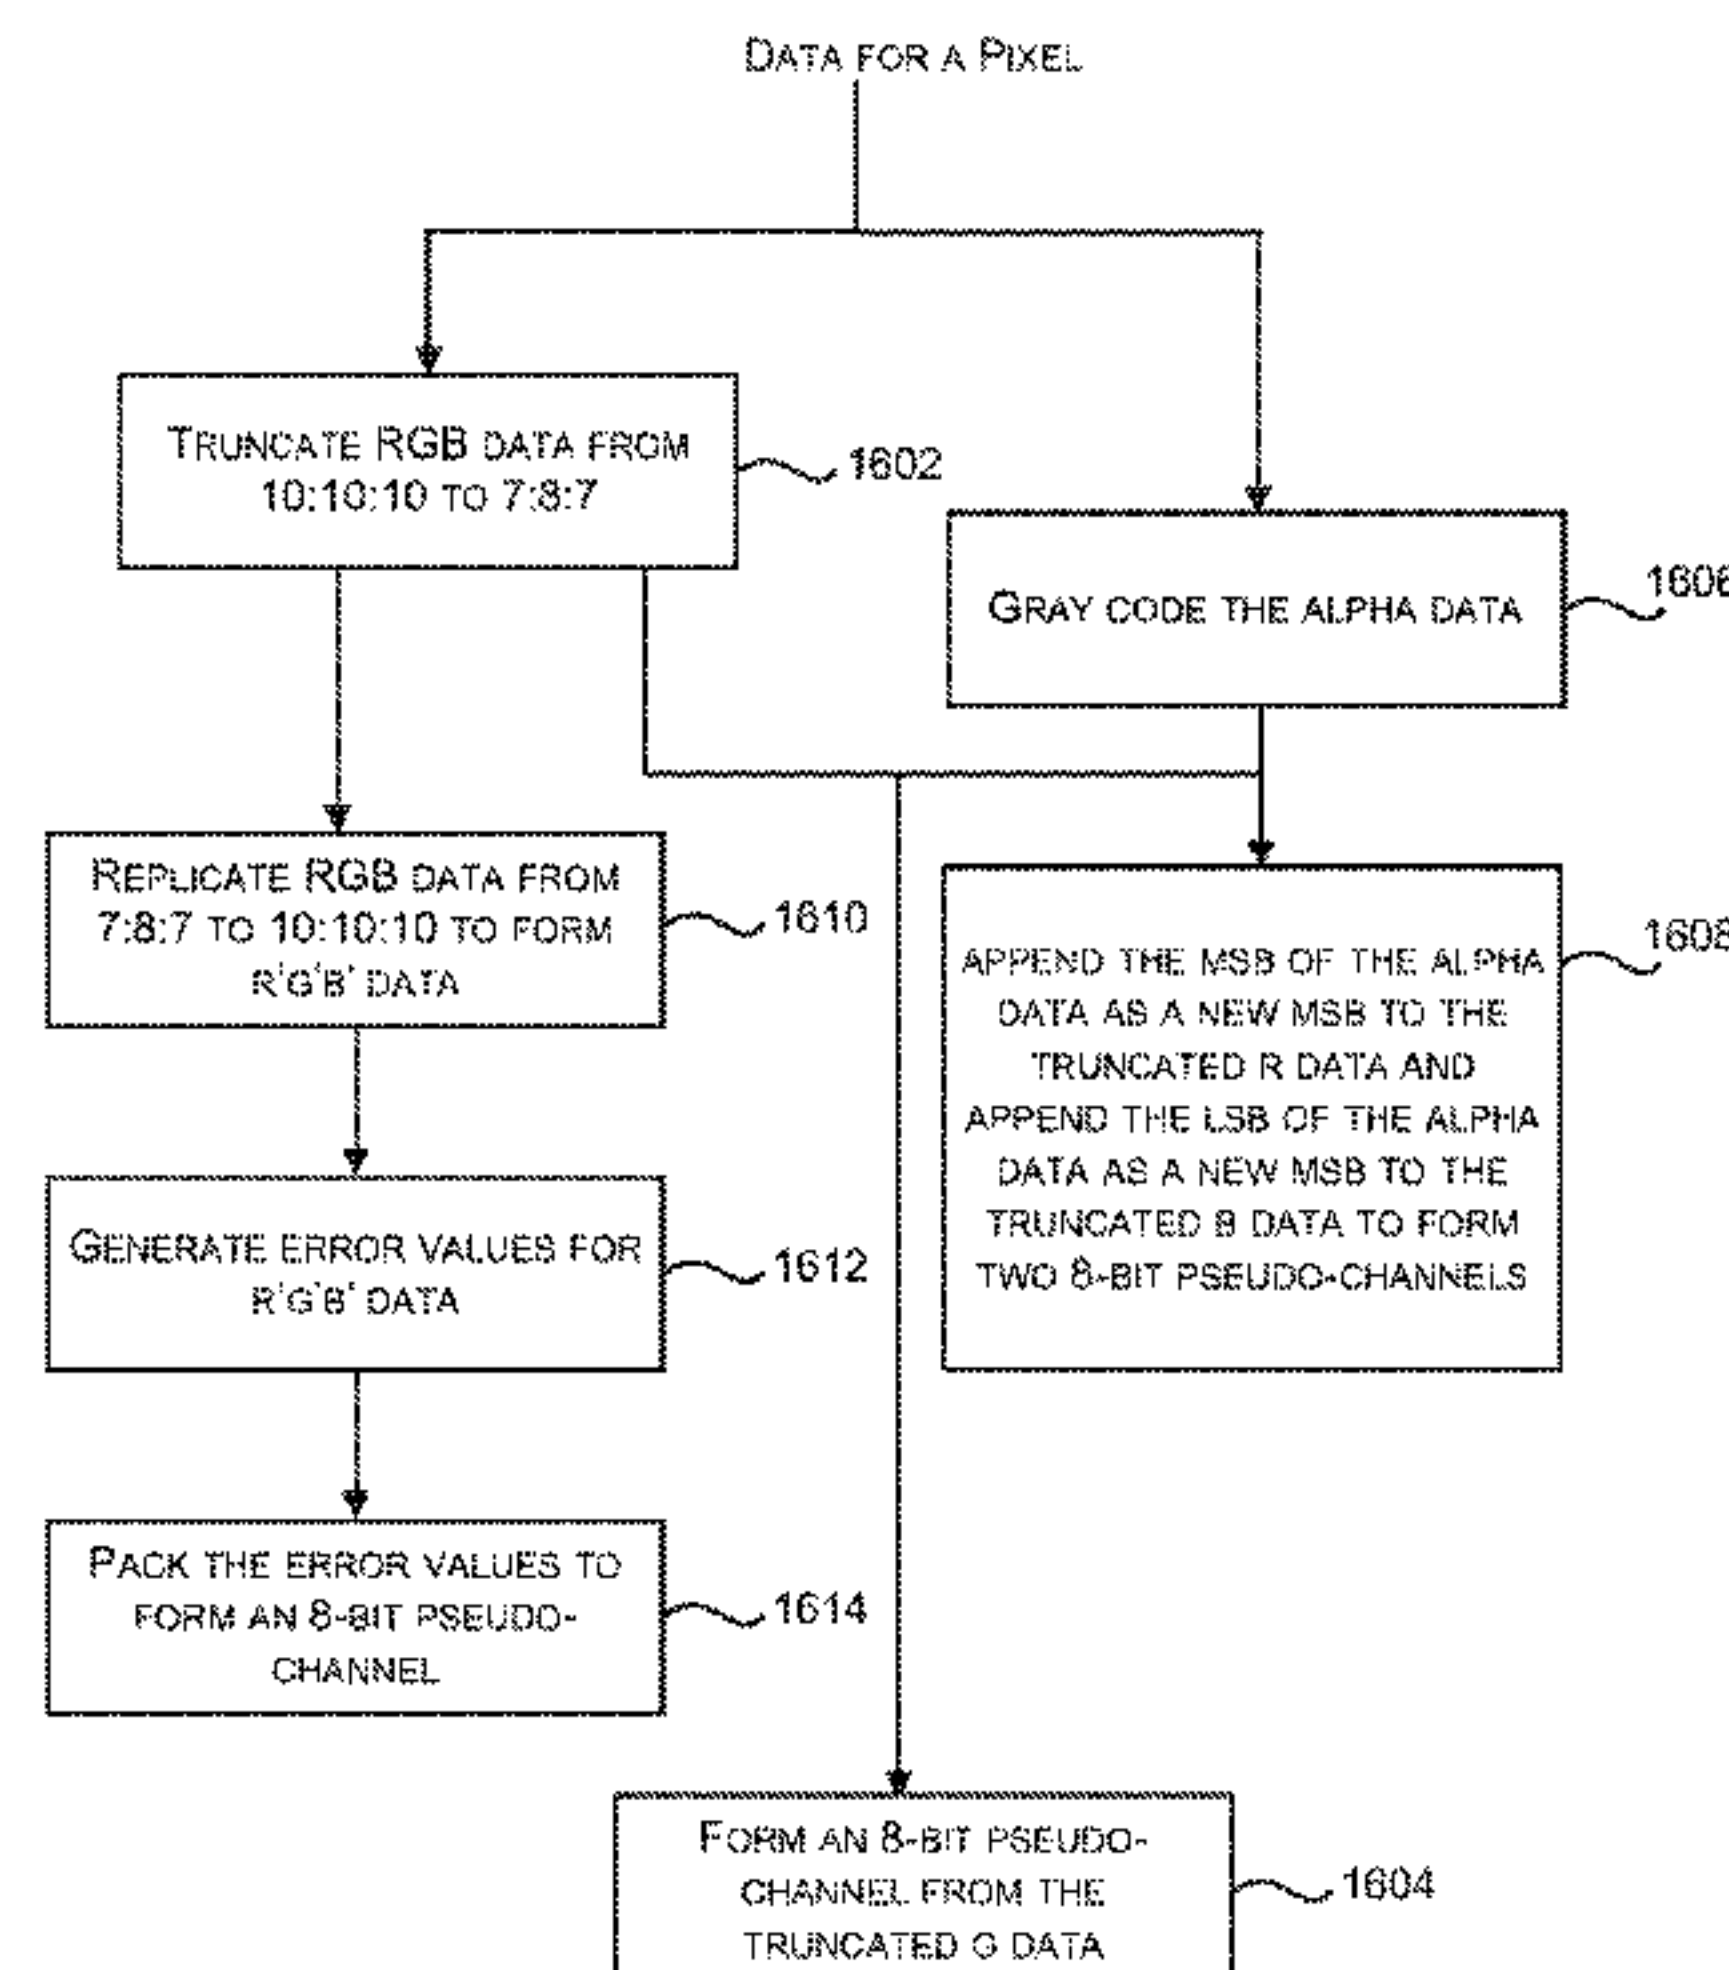 DATA FOR A PIXEL
TRUNCATE RGB DATA FROM
10:10:10 TO 7:8:7
1602
GRAY CODE THE ALPHA DATA
1606
REPLICATE RGB DATA FROM
7:8:7 TO 10:10:10 TO FORM
R'G'B' DATA
1610
APPEND THE MSB OF THE ALPHA
DATA AS A NEW MSB TO THE
TRUNCATED R DATA AND
APPEND THE LSB OF THE ALPHA
DATA AS A NEW MSB TO THE
TRUNCATED B DATA TO FORM
TWO 8-BIT PSEUDO-CHANNELS
1608
GENERATE ERROR VALUES FOR
R'G'B' DATA
1612
PACK THE ERROR VALUES TO
FORM AN 8-BIT PSEUDO-
CHANNEL
1614
FORM AN 8-BIT PSEUDO-
CHANNEL FROM THE
TRUNCATED G DATA
1604